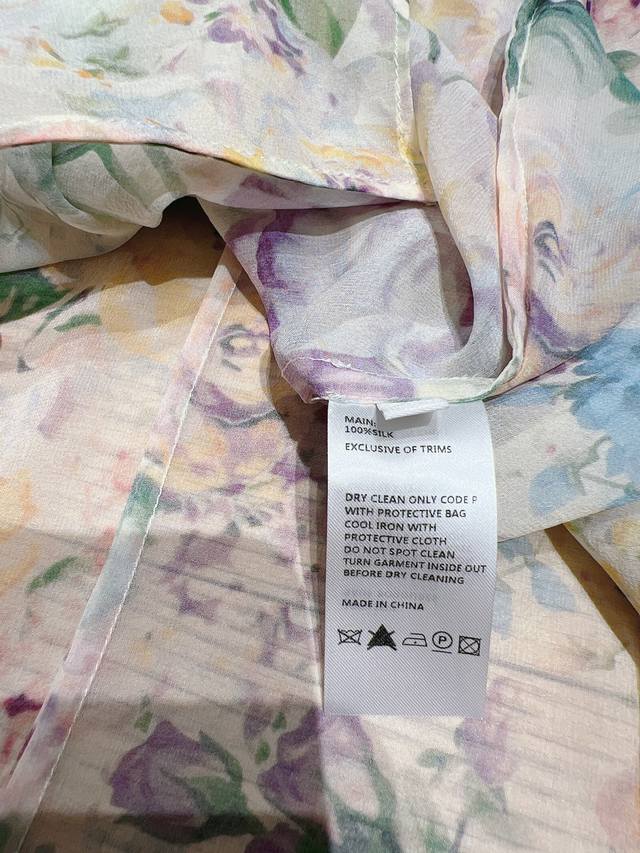 MAIN:
100%SILK
EXCLUSIVE OF TRIMS
DRY CLEAN ONLY CODE P
WITH PROTECTIVE BAG
COOL IRON WITH
PROTECTIVE CLOTH
DO NOT SPOT CLEAN
TURN GARMENT INSIDE OUT
BEFORE DRY CLEANING
MADE IN CHINA
P